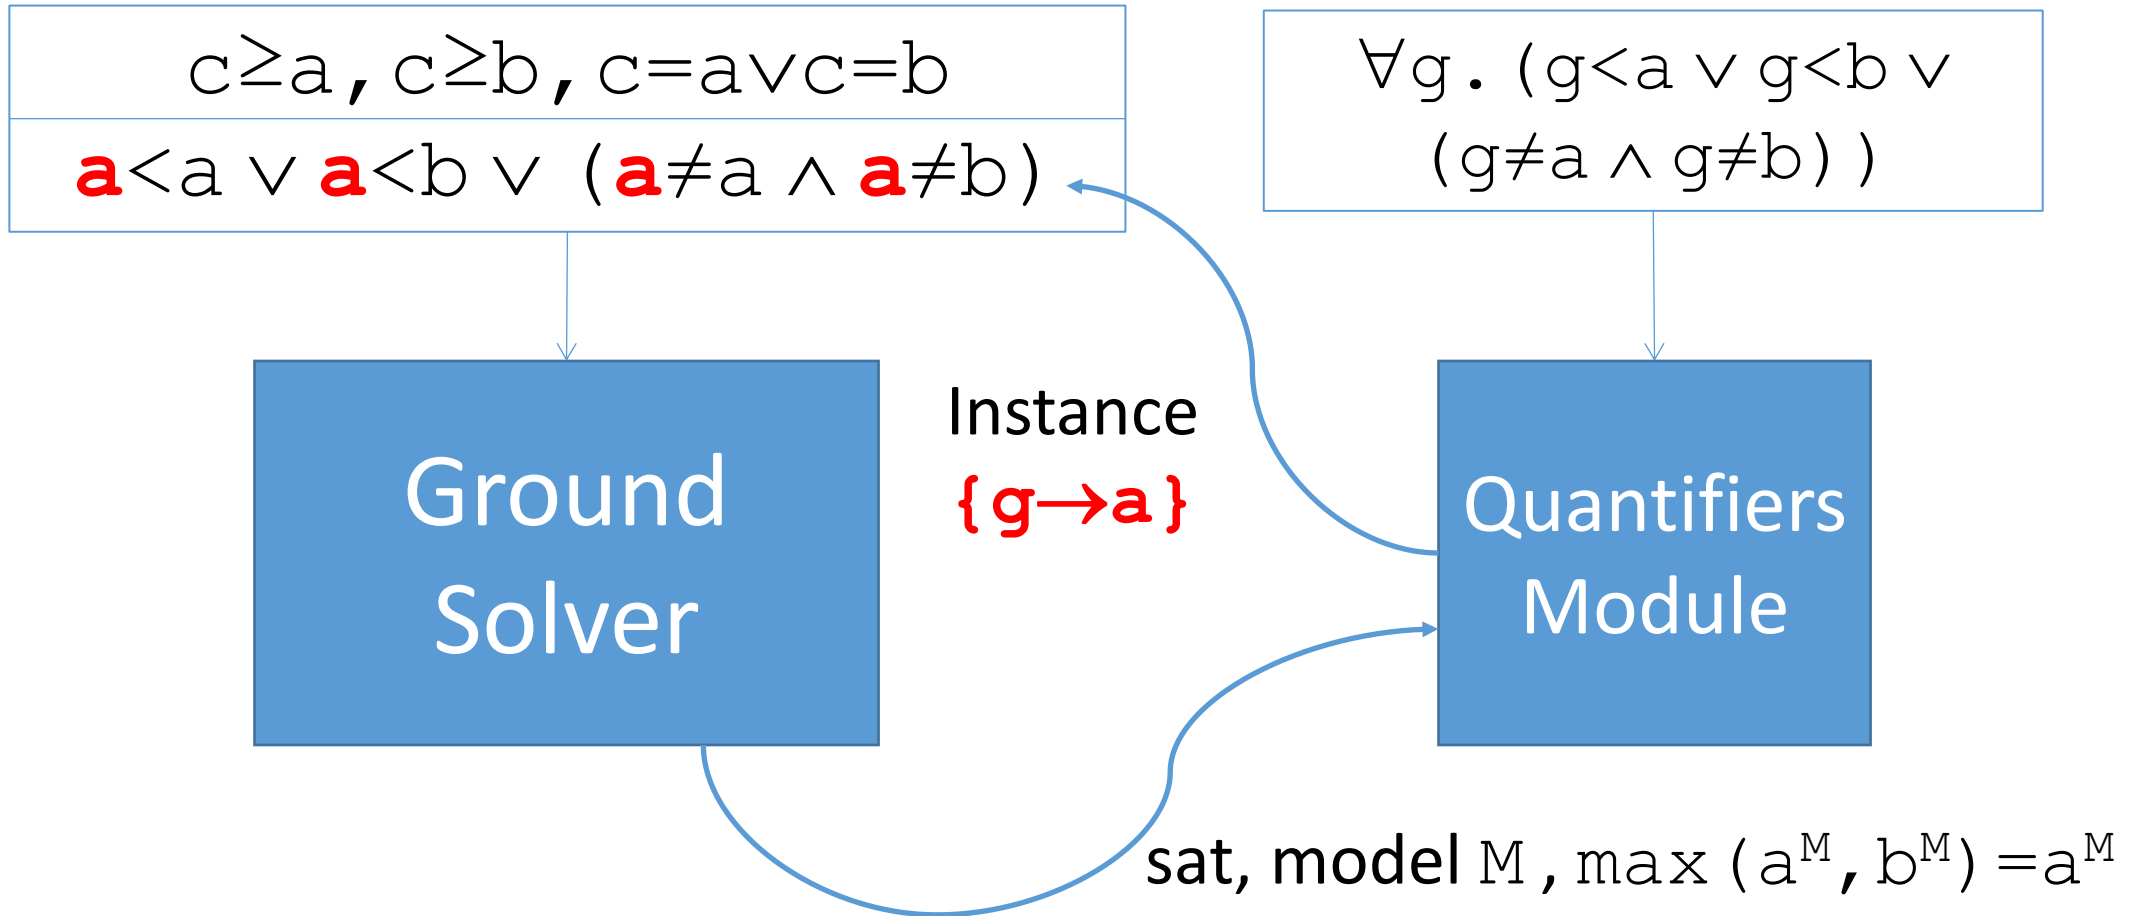 c≥a,c≥b,c=a∨c=b
a<a ∨ a<b ∨ (a≠a ∧ a≠b)
∀g.(g<a ∨ g<b ∨
(g≠a ∧ g≠b))
Instance
{g→a}
Ground
Solver
Quantifiers
Module
sat, model M,max(aᴹ,bᴹ)=aᴹ